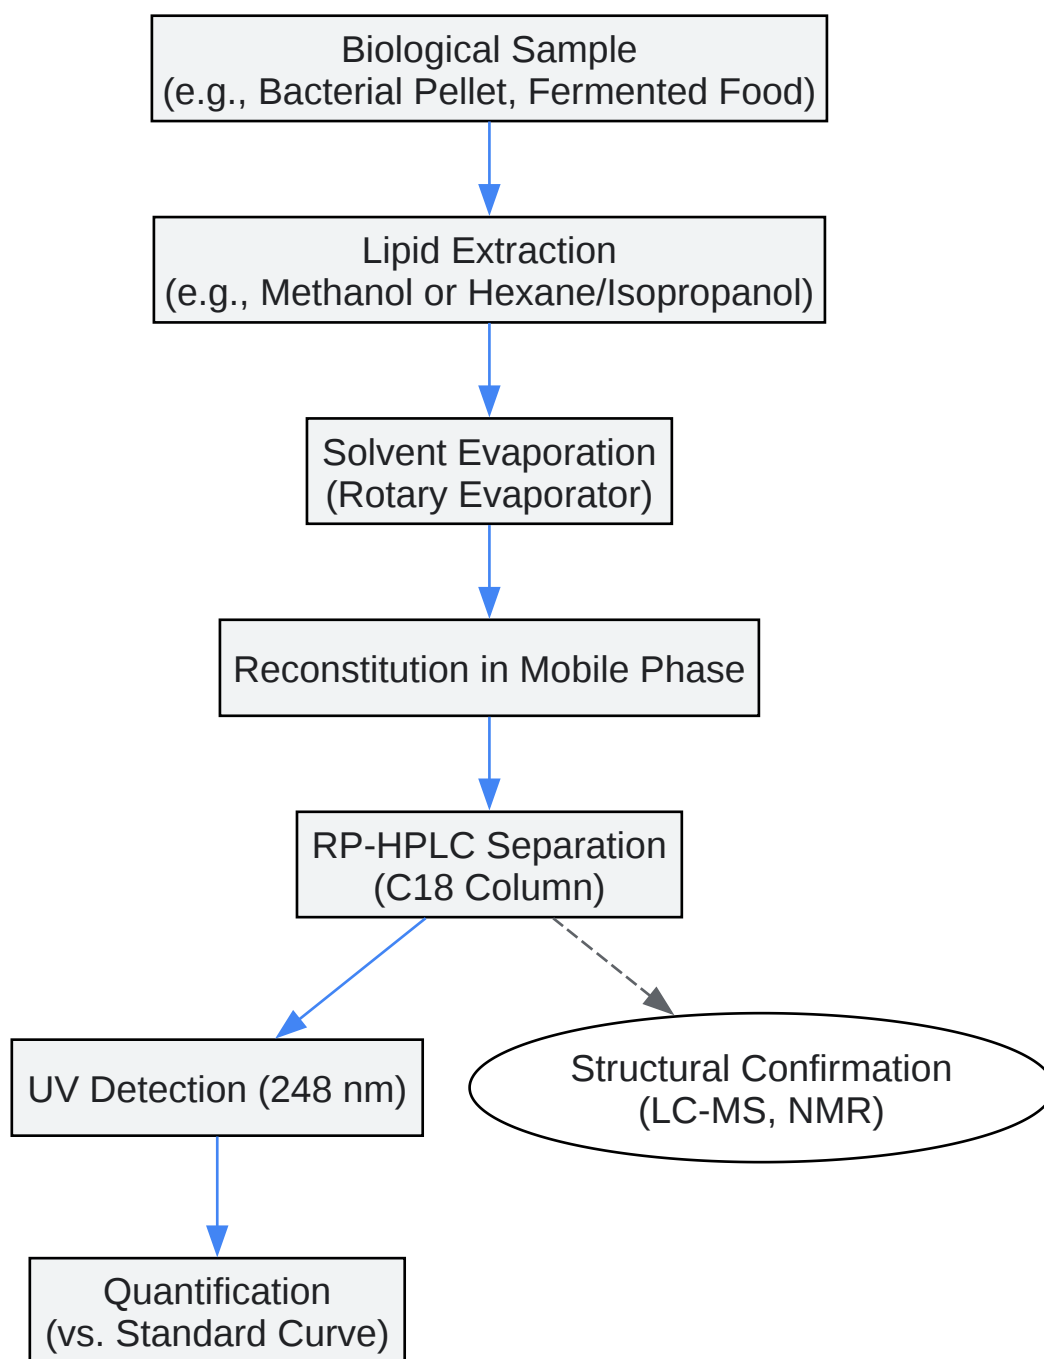 Biological Sample
(e.g., Bacterial Pellet, Fermented Food)
Lipid Extraction
(e.g., Methanol or Hexane/Isopropanol)
Solvent Evaporation
(Rotary Evaporator)
Reconstitution in Mobile Phase
RP-HPLC Separation
(C18 Column)
UV Detection (248 nm)
Structural Confirmation
(LC-MS, NMR)
Quantification
(vs. Standard Curve)